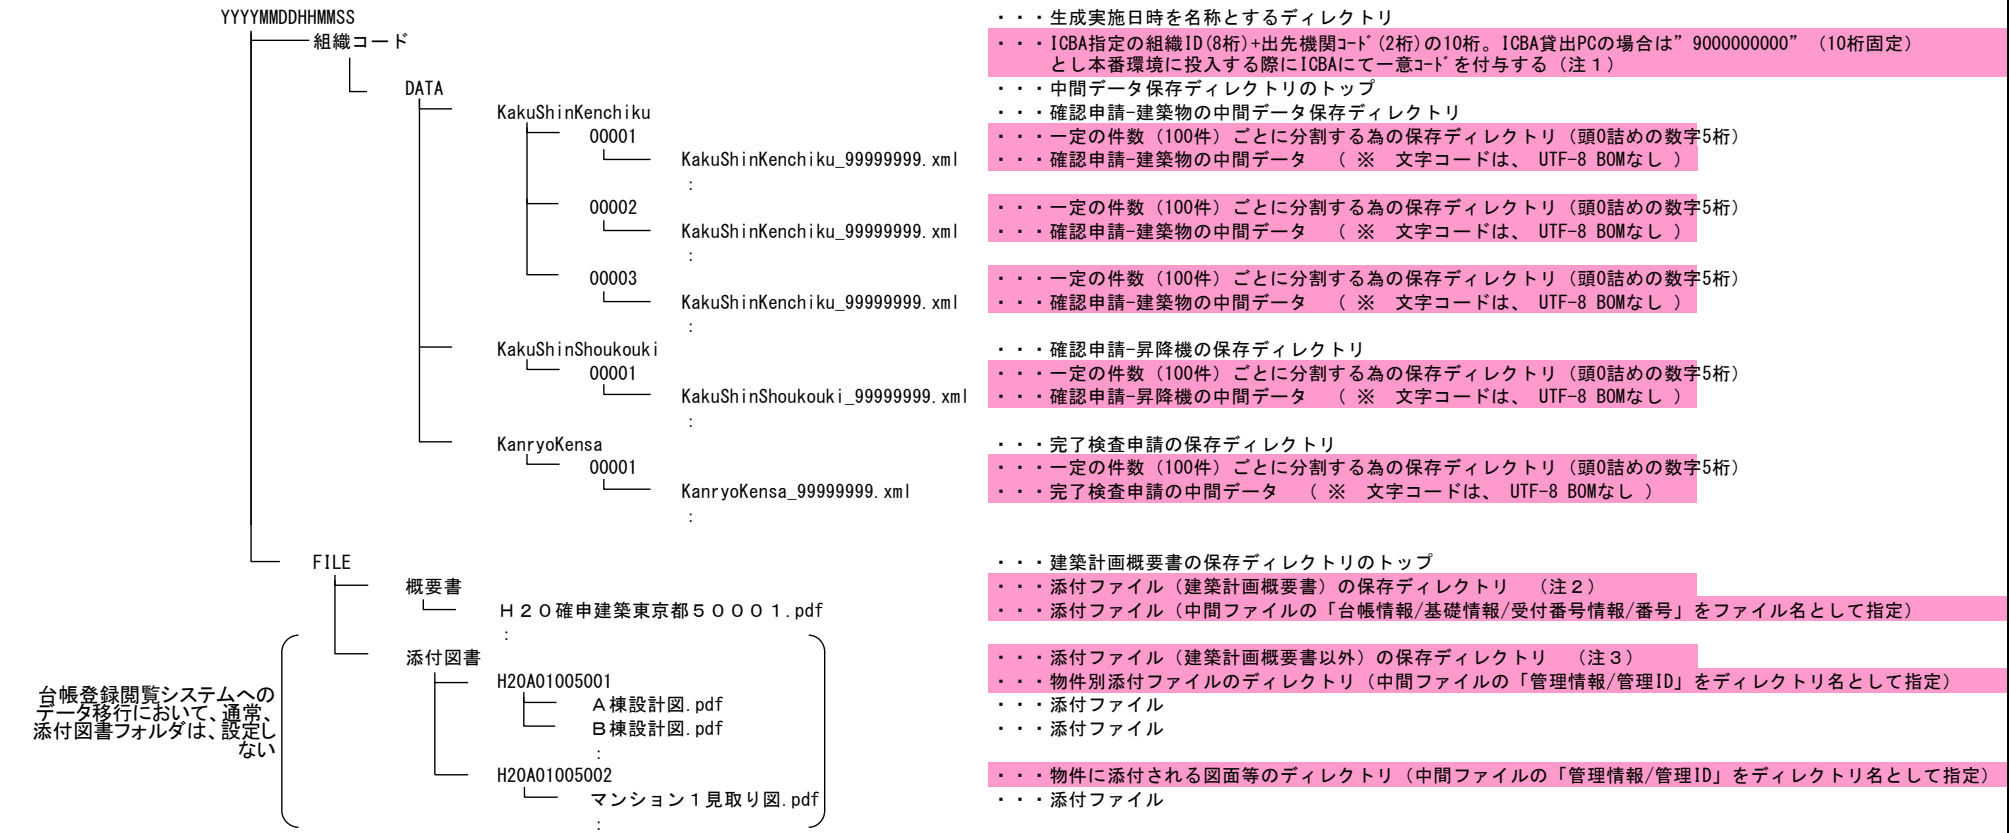 YYYYMMDDHHMMSS ・・・生成実施日時を名称とするディレクトリ
組織コード ・・・ICBA指定の組織ID(8桁)+出先機関ｺｰﾄﾞ(2桁)の10桁。ICBA貸出PCの場合は”9000000000”（10桁固定）
とし本番環境に投入する際にICBAにて一意ｺｰﾄﾞを付与する（注１）
DATA ・・・中間データ保存ディレクトリのトップ
KakuShinKenchiku ・・・確認申請-建築物の中間データ保存ディレクトリ
00001 ・・・一定の件数（100件）ごとに分割する為の保存ディレクトリ（頭0詰めの数字5桁）
KakuShinKenchiku_99999999.xml ・・・確認申請-建築物の中間データ （ ※ 文字コードは、 UTF-8 BOMなし ）
:
00002 ・・・一定の件数（100件）ごとに分割する為の保存ディレクトリ（頭0詰めの数字5桁）
KakuShinKenchiku_99999999.xml ・・・確認申請-建築物の中間データ （ ※ 文字コードは、 UTF-8 BOMなし ）
:
00003 ・・・一定の件数（100件）ごとに分割する為の保存ディレクトリ（頭0詰めの数字5桁）
KakuShinKenchiku_99999999.xml ・・・確認申請-建築物の中間データ （ ※ 文字コードは、 UTF-8 BOMなし ）
:
KakuShinShoukouki ・・・確認申請-昇降機の保存ディレクトリ
00001 ・・・一定の件数（100件）ごとに分割する為の保存ディレクトリ（頭0詰めの数字5桁）
KakuShinShoukouki_99999999.xml ・・・確認申請-昇降機の中間データ （ ※ 文字コードは、 UTF-8 BOMなし ）
:
KanryoKensa ・・・完了検査申請の保存ディレクトリ
00001 ・・・一定の件数（100件）ごとに分割する為の保存ディレクトリ（頭0詰めの数字5桁）
KanryoKensa_99999999.xml ・・・完了検査申請の中間データ （ ※ 文字コードは、 UTF-8 BOMなし ）
:
FILE ・・・建築計画概要書の保存ディレクトリのトップ
概要書 ・・・添付ファイル（建築計画概要書）の保存ディレクトリ （注２）
Ｈ２０確申建築東京都５０００１.pdf ・・・添付ファイル（中間ファイルの「台帳情報/基礎情報/受付番号情報/番号」をファイル名として指定）
:
添付図書 ・・・添付ファイル（建築計画概要書以外）の保存ディレクトリ （注３）
H20A01005001 ・・・物件別添付ファイルのディレクトリ（中間ファイルの「管理情報/管理ID」をディレクトリ名として指定）
Ａ棟設計図.pdf ・・・添付ファイル
Ｂ棟設計図.pdf ・・・添付ファイル
:
H20A01005002 ・・・物件に添付される図面等のディレクトリ（中間ファイルの「管理情報/管理ID」をディレクトリ名として指定）
マンション１見取り図.pdf ・・・添付ファイル
:
台帳登録閲覧システムへの
データ移行において、通常、
添付図書フォルダは、設定し
ない